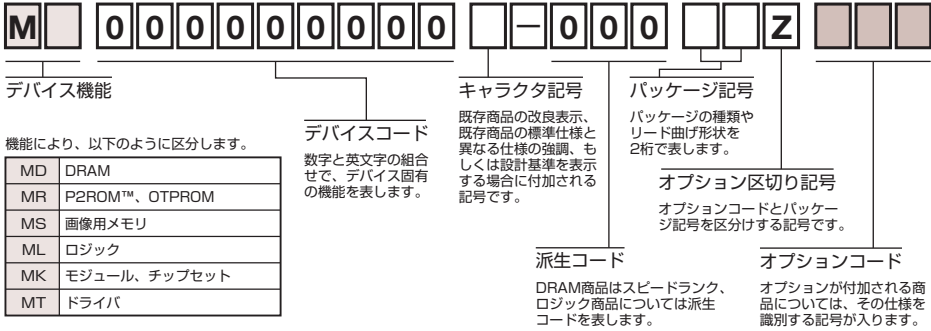 M 0000000000 － 000 Z
デバイス機能
機能により、以下のように区分します。
MD DRAM
MR P2ROM™、OTPROM
MS 画像用メモリ
ML ロジック
MK モジュール、チップセット
MT ドライバ
デバイスコード
数字と英文字の組合
せで、デバイス固有
の機能を表します。
キャラクタ記号
既存商品の改良表示、
既存商品の標準仕様と
異なる仕様の強調、も
しくは設計基準を表示
する場合に付加される
記号です。
派生コード
DRAM商品はスピードランク、
ロジック商品については派生
コードを表します。
パッケージ記号
パッケージの種類や
リード曲げ形状を
2桁で表します。
オプション区切り記号
オプションコードとパッケー
ジ記号を区分けする記号です。
オプションコード
オプションが付加される商
品については、その仕様を
識別する記号が入ります。